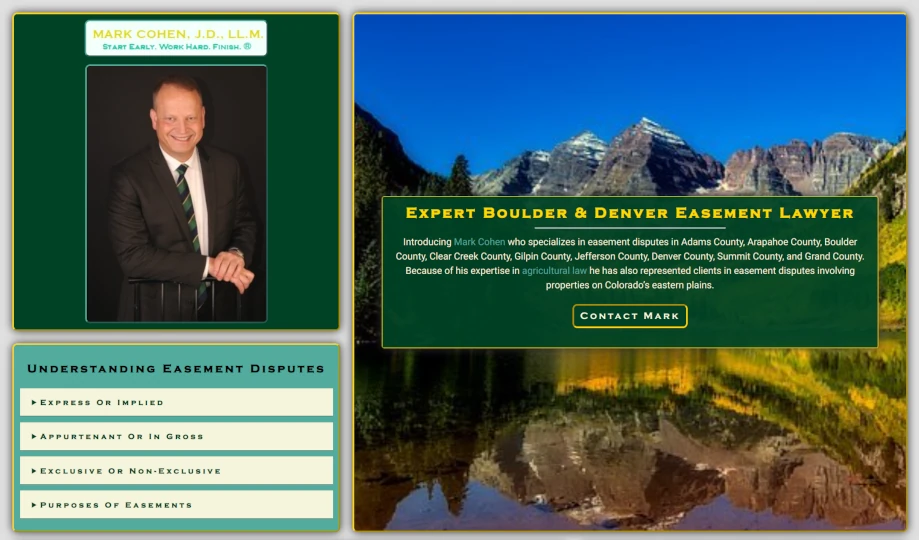 MARK COHEN, J.D., LL.M.
Start Early. Work Hard. Finish. ®
Expert Boulder & Denver Easement Lawyer
Introducing Mark Cohen who specializes in easement disputes in Adams County, Arapahoe County, Boulder
County, Clear Creek County, Gilpin County, Jefferson County, Denver County, Summit County, and Grand County.
Because of his expertise in agricultural law he has also represented clients in easement disputes involving
properties on Colorado's eastern plains.
Contact Mark
Understanding Easement Disputes
▸Express Or Implied
▸Appurtenant Or In Gross
▸Exclusive Or Non-Exclusive
▸Purposes Of Easements